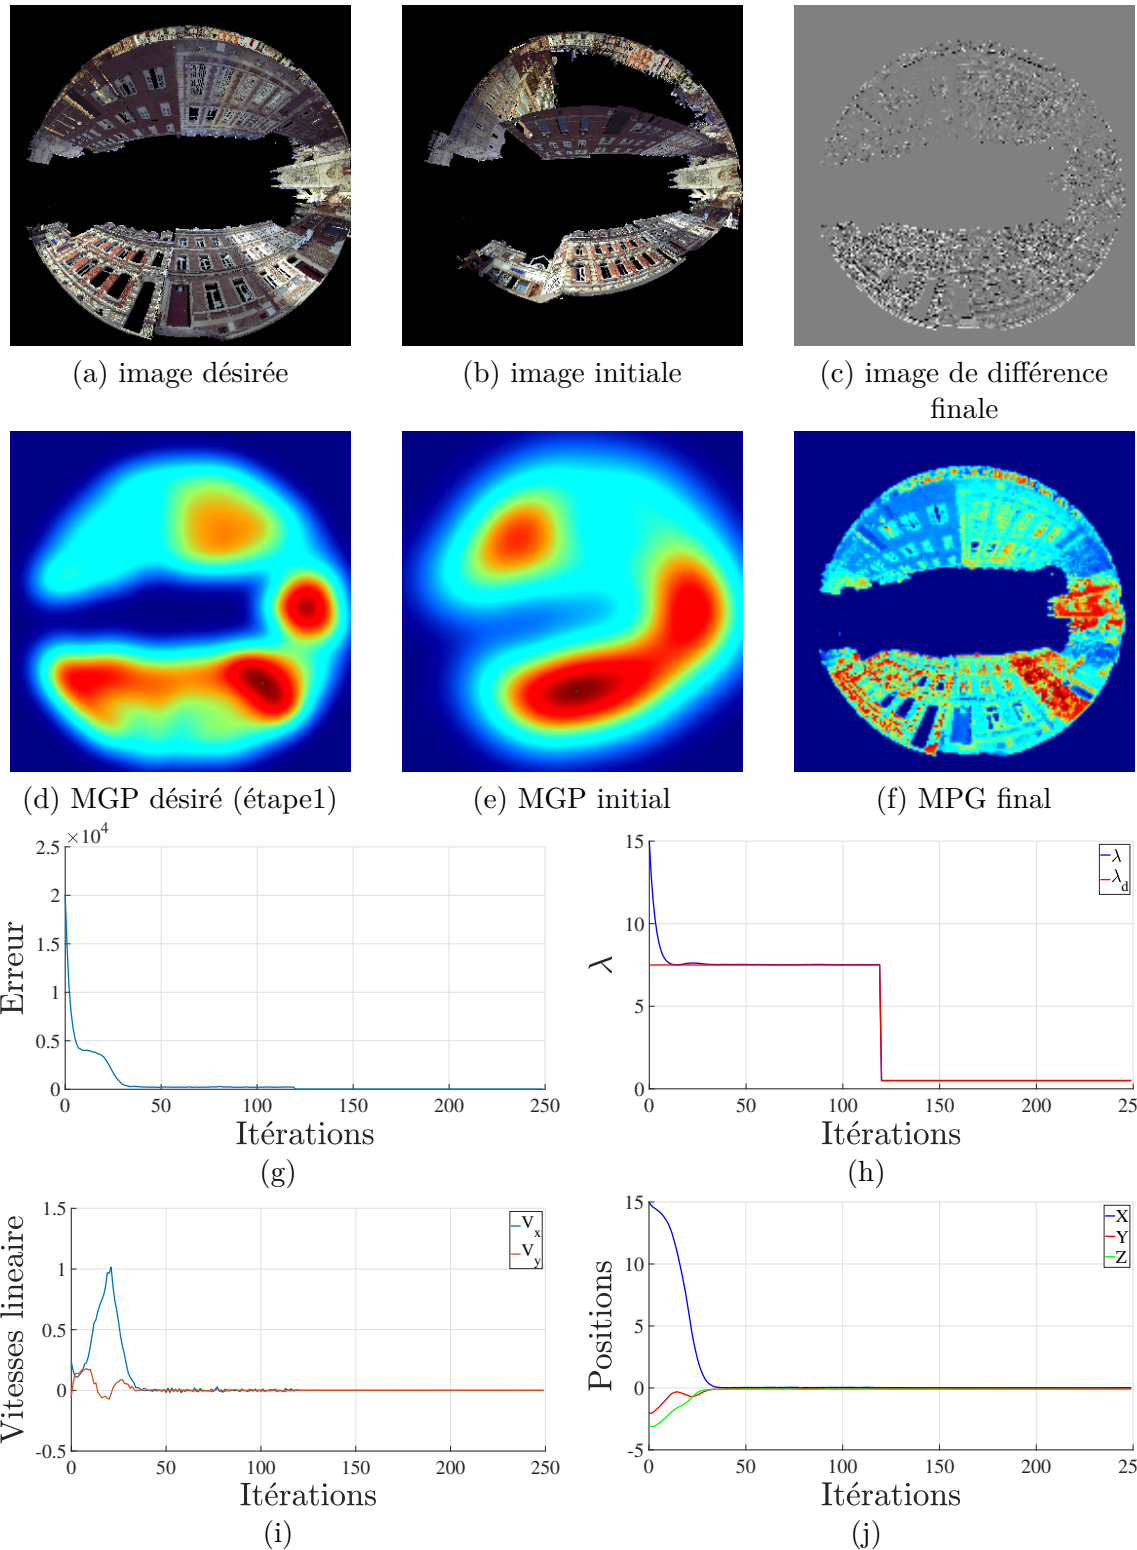 (a) image désirée
(b) image initiale
(c) image de différence
finale
(d) MGP désiré (étape1)
(e) MGP initial
(f) MPG final
×10^4
2.5
2
1.5
1
0.5
0
0 50 100 150 200 250
Erreur
Itérations
(g)
15
10
5
0
0 50 100 150 200 25
λ
λ
λ_d
Itérations
(h)
1.5
1
0.5
0
-0.5
0 50 100 150 200 250
Vitesses lineaire
V_x
V_y
Itérations
(i)
15
10
5
0
-5
0 50 100 150 200 25
Positions
X
Y
Z
Itérations
(j)